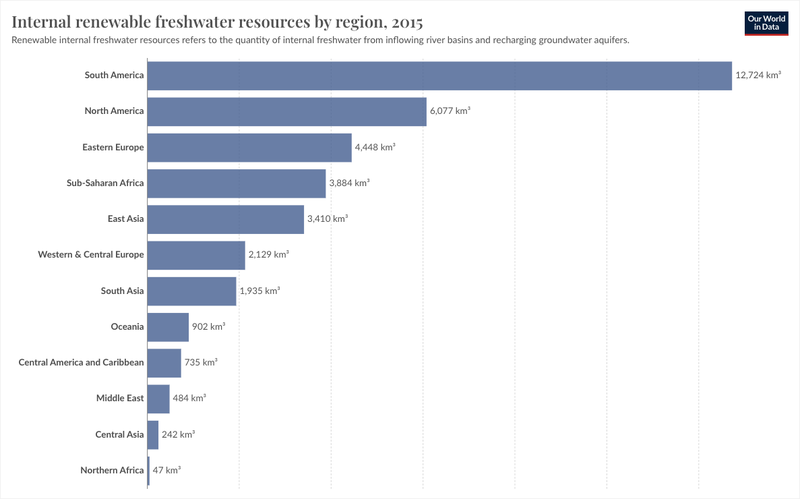 Internal renewable freshwater resources by region, 2015
Our World
in Data
Renewable internal freshwater resources refers to the quantity of internal freshwater from inflowing river basins and recharging groundwater aquifers.
South America 12,724 km³
North America 6,077 km³
Eastern Europe 4,448 km³
Sub-Saharan Africa 3,884 km³
East Asia 3,410 km³
Western & Central Europe 2,129 km³
South Asia 1,935 km³
Oceania 902 km³
Central America and Caribbean 735 km³
Middle East 484 km³
Central Asia 242 km³
Northern Africa 47 km³